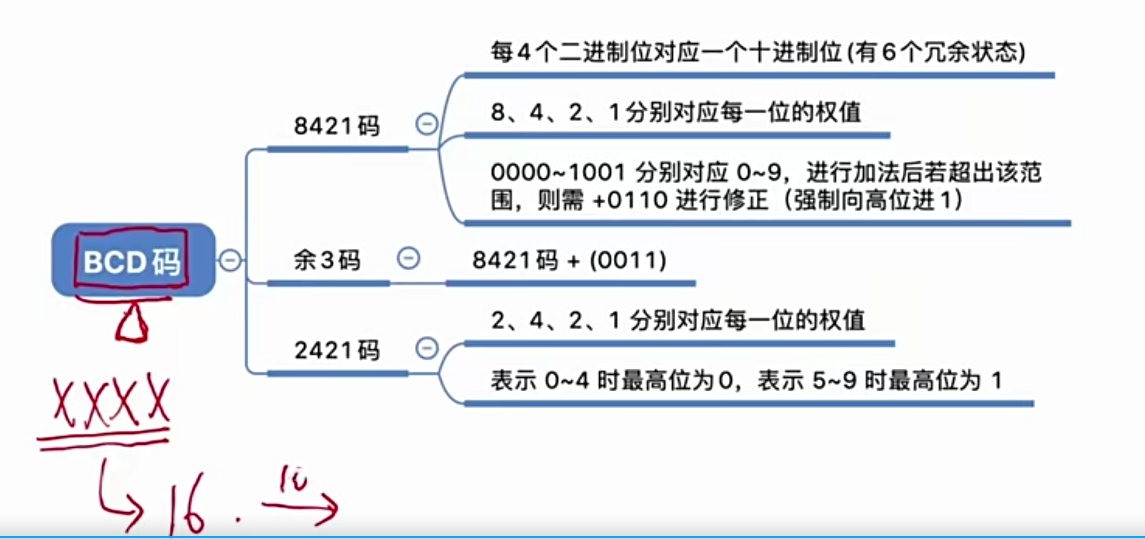 每4个二进制位对应一个十进制位(有6个冗余状态)
8421码
8、4、2、1分别对应每一位的权值
0000~1001 分别对应 0~9，进行加法后若超出该范
围，则需 +0110 进行修正（强制向高位进1）
BCD码
余3码
8421码 + (0011)
2421码
2、4、2、1 分别对应每一位的权值
表示 0~4 时最高位为0，表示 5~9 时最高位为 1
XXXX
16.
10